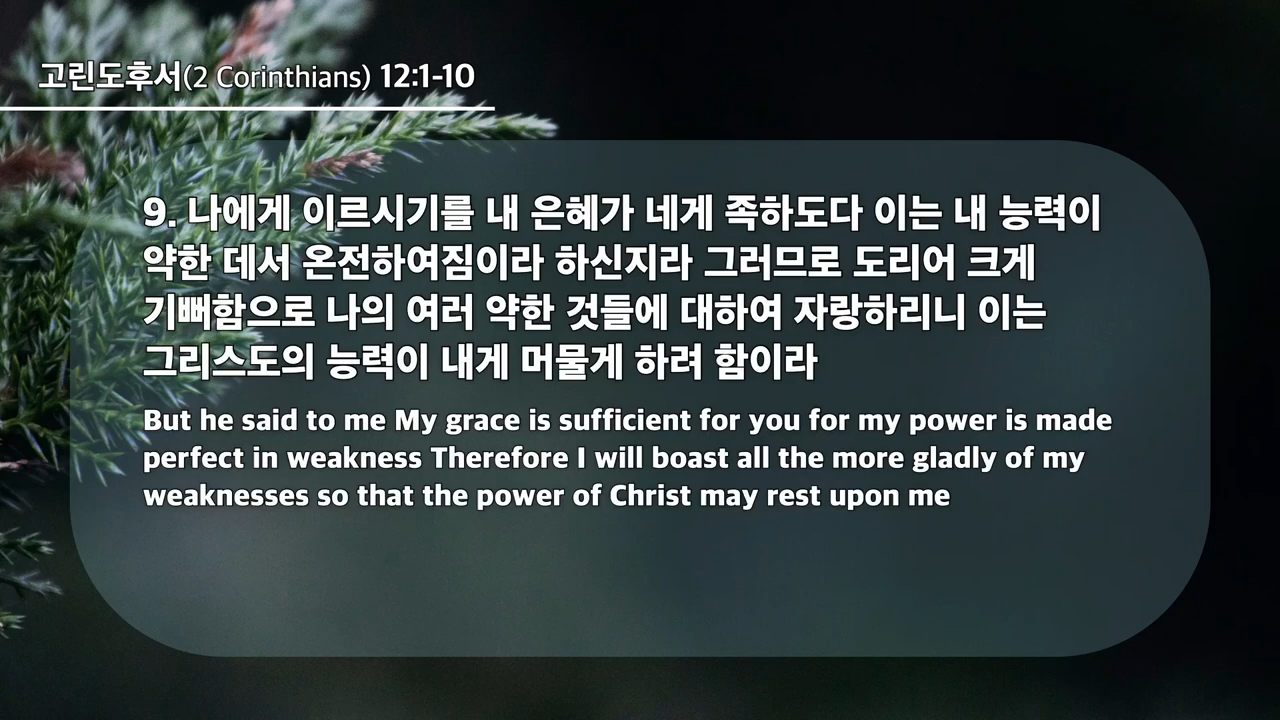 고린도후서(2 Corinthians) 12:1-10
9. 나에게 이르시기를 내 은혜가 네게 족하도다 이는 내 능력이
약한 데서 온전하여짐이라 하신지라 그러므로 도리어 크게
기뻐함으로 나의 여러 약한 것들에 대하여 자랑하리니 이는
그리스도의 능력이 내게 머물게 하려 함이라
But he said to me My grace is sufficient for you for my power is made
perfect in weakness Therefore I will boast all the more gladly of my
weaknesses so that the power of Christ may rest upon me